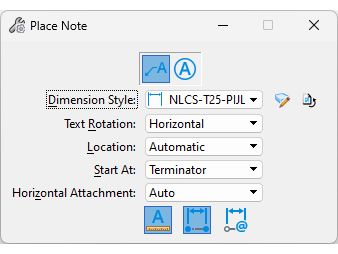 Place Note
A A
Dimension Style: NLCS-T25-PIJL
Text Rotation: Horizontal
Location: Automatic
Start At: Terminator
Horizontal Attachment: Auto
A @